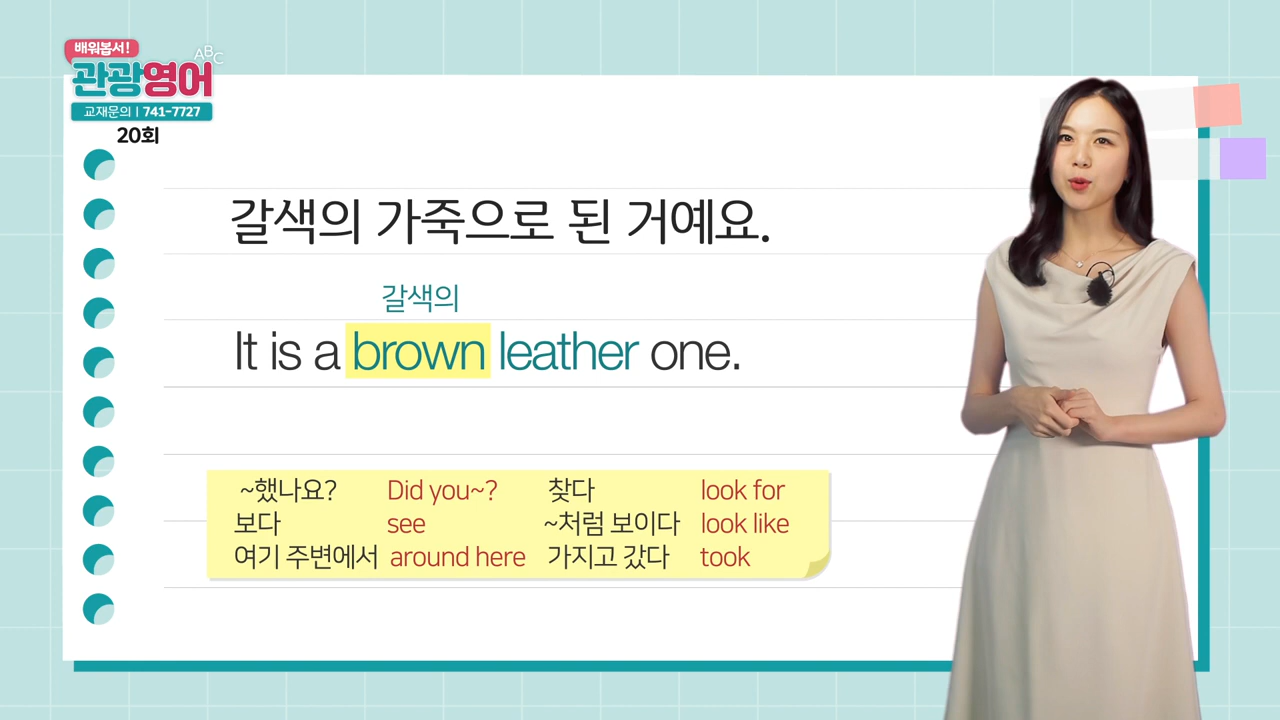 배워봅서!
ABC
관광영어
교재문의 | 741-7727
20회
갈색의 가죽으로 된 거예요.
갈색의
It is a brown leather one.
~했나요? Did you~? 찾다 look for
보다 see ~처럼 보이다 look like
여기 주변에서 around here 가지고 갔다 took